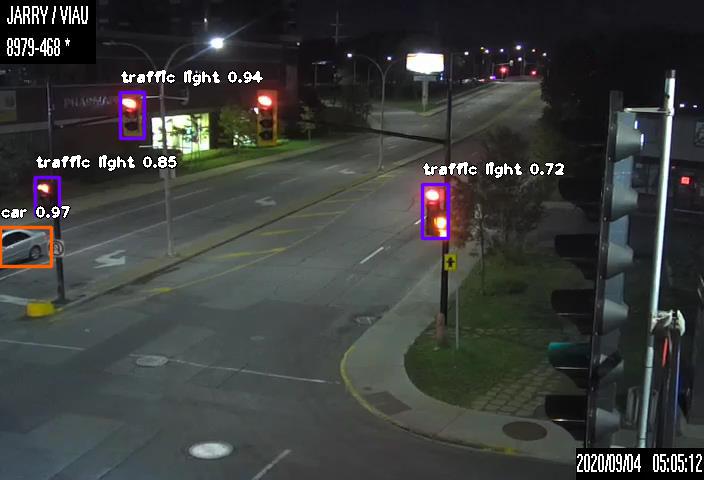 JARRY / VIAU
8979-468 *
traffic light 0.94
PHARMA
traffic light 0.85
traffic light 0.72
car 0.97
2020/09/04 05:05:12